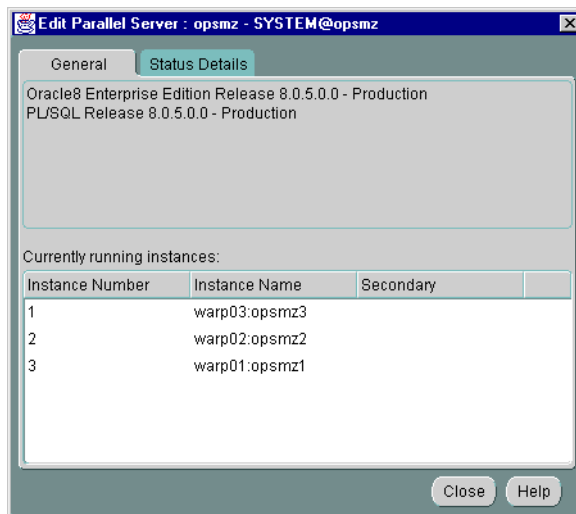 Edit Parallel Server : opsmz - SYSTEM@opsmz
General Status Details
Oracle8 Enterprise Edition Release 8.0.5.0.0 - Production
PL/SQL Release 8.0.5.0.0 - Production
Currently running instances:
Instance Number Instance Name Secondary
1 warp03:opsmz3
2 warp02:opsmz2
3 warp01:opsmz1
Close Help